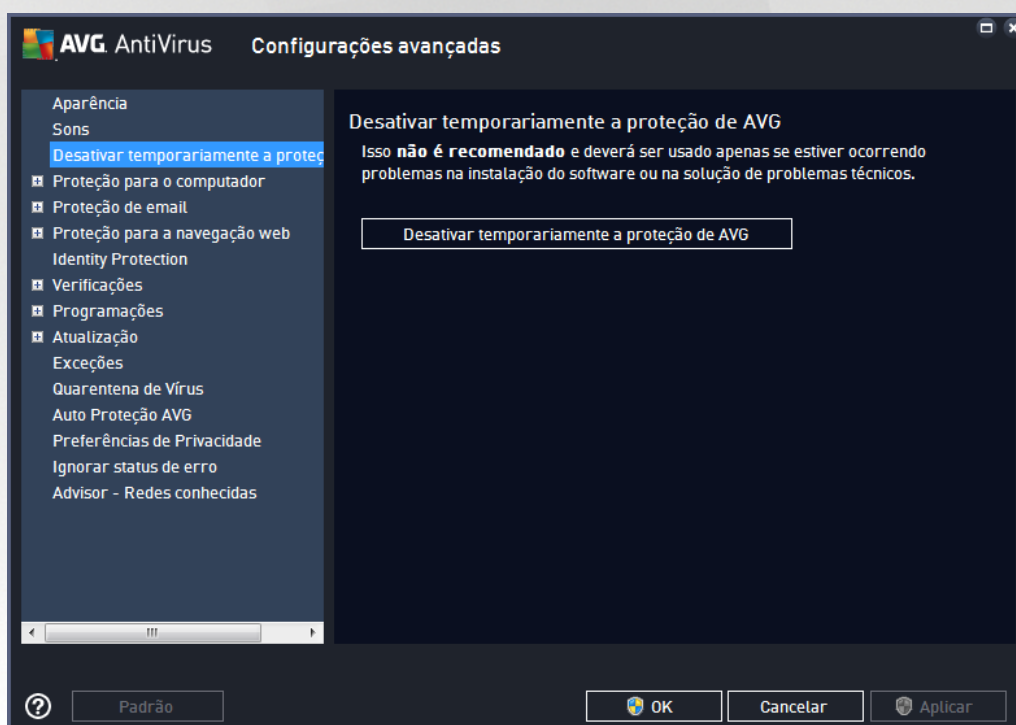 AVG. AntiVirus Configurações avançadas
Aparência
Sons
Desativar temporariamente a proteç
Proteção para o computador
Proteção de email
Proteção para a navegação web
Identity Protection
Verificações
Programações
Atualização
Exceções
Quarentena de Vírus
Auto Proteção AVG
Preferências de Privacidade
Ignorar status de erro
Advisor - Redes conhecidas
Desativar temporariamente a proteção de AVG
Isso não é recomendado e deverá ser usado apenas se estiver ocorrendo
problemas na instalação do software ou na solução de problemas técnicos.
Desativar temporariamente a proteção de AVG
Padrão
OK
Cancelar
Aplicar